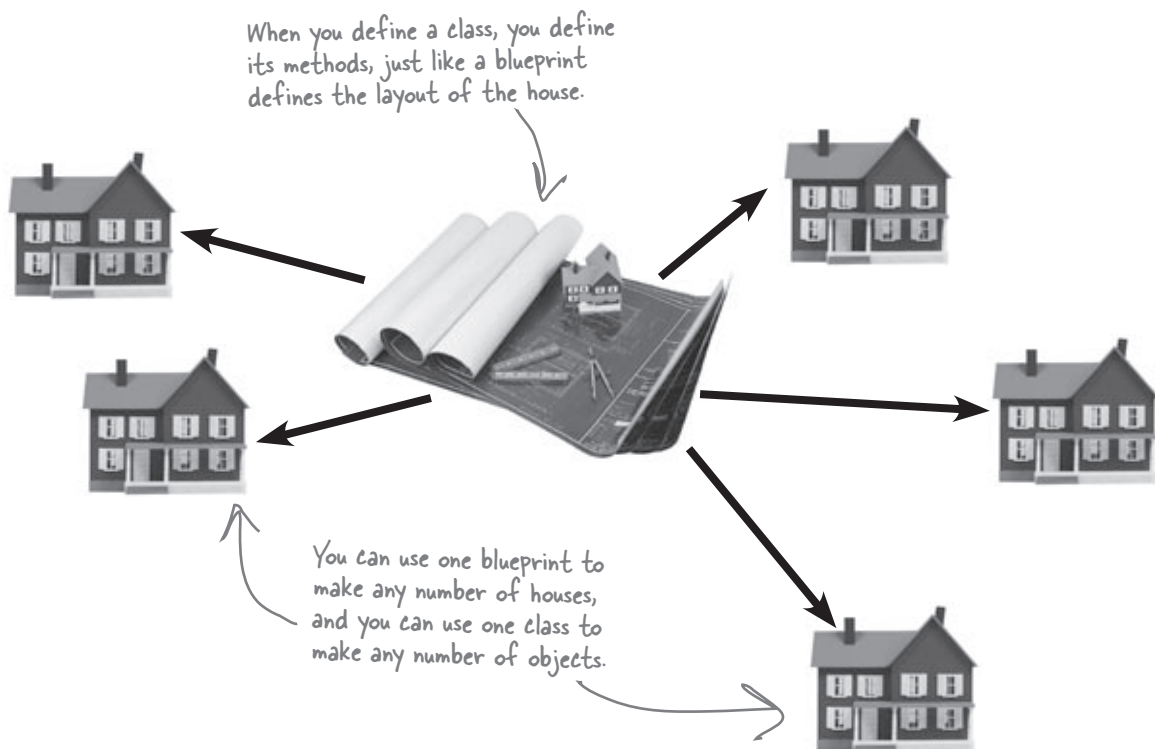 When you define a class, you define
its methods, just like a blueprint
defines the layout of the house.
You can use one blueprint to
make any number of houses,
and you can use one class to
make any number of objects.